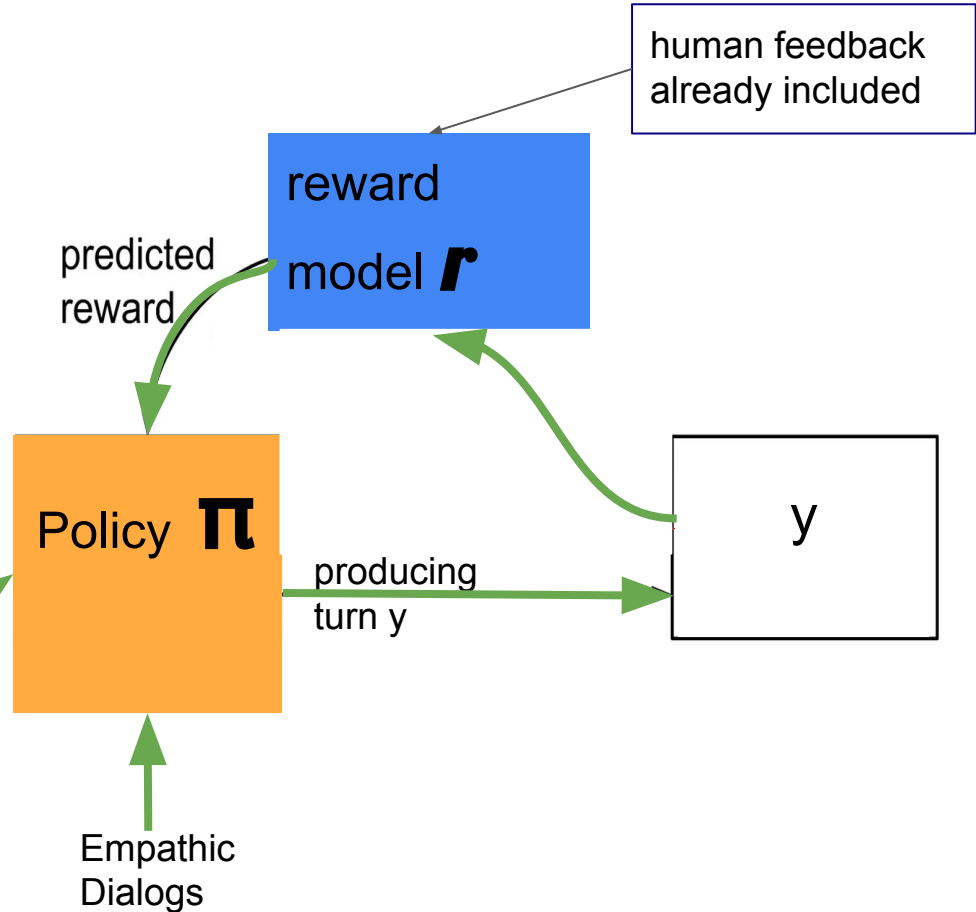 human feedback
already included
reward
model r
predicted
reward
Policy π
y
producing
turn y
Empathic
Dialogs